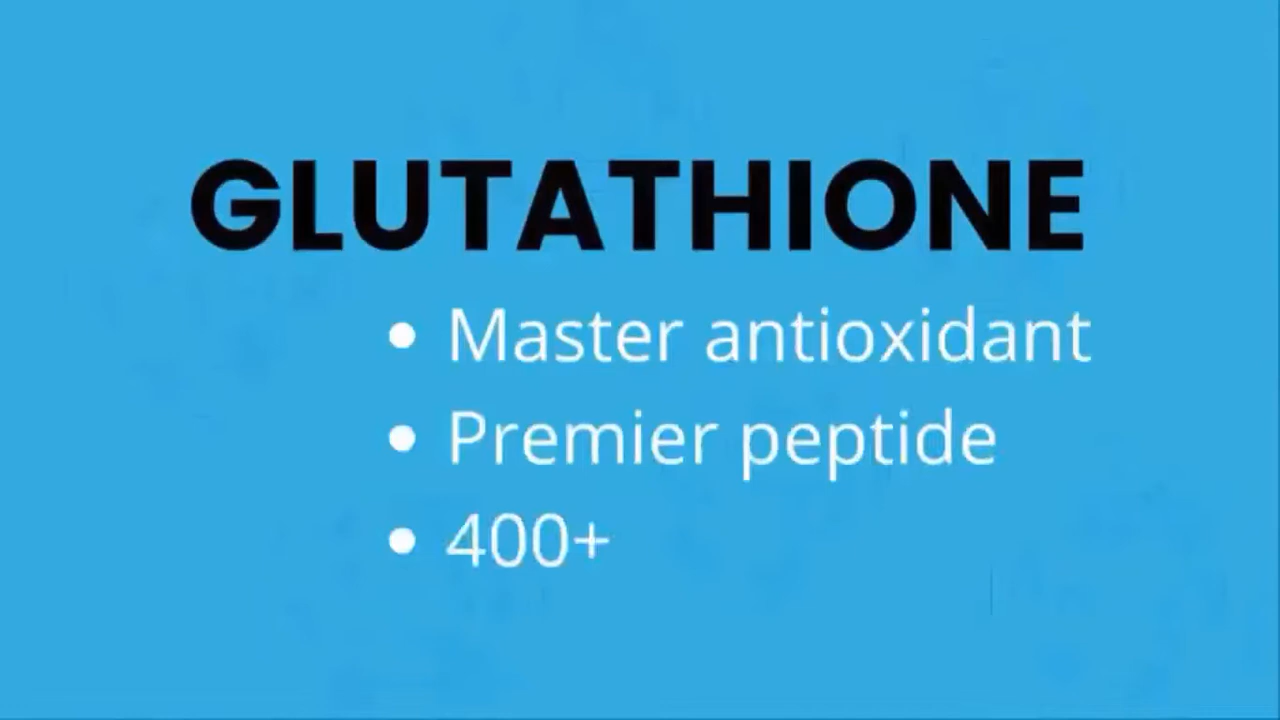 GLUTATHIONE
• Master antioxidant
• Premier peptide
• 400+